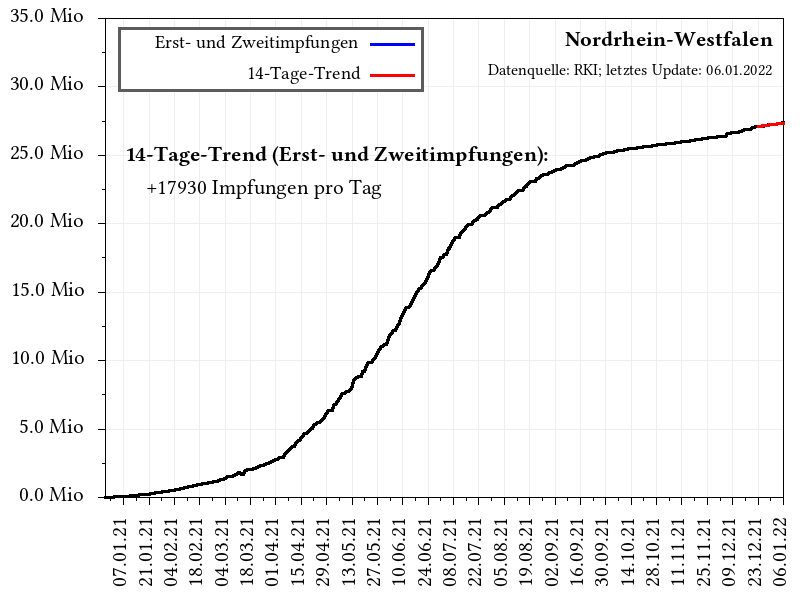 35.0 Mio
30.0 Mio
25.0 Mio
20.0 Mio
15.0 Mio
10.0 Mio
5.0 Mio
0.0 Mio
Erst- und Zweitimpfungen
14-Tage-Trend
Nordrhein-Westfalen
Datenquelle: RKI; letztes Update: 06.01.2022
14-Tage-Trend (Erst- und Zweitimpfungen):
+17930 Impfungen pro Tag
07.01.21
21.01.21
04.02.21
18.02.21
04.03.21
18.03.21
01.04.21
15.04.21
29.04.21
13.05.21
27.05.21
10.06.21
24.06.21
08.07.21
22.07.21
05.08.21
19.08.21
02.09.21
16.09.21
30.09.21
14.10.21
28.10.21
11.11.21
25.11.21
09.12.21
23.12.21
06.01.22